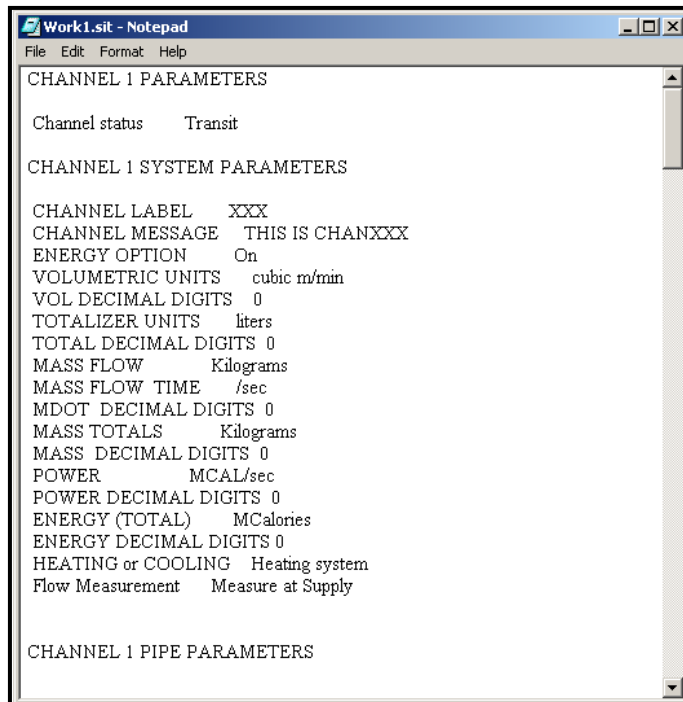 Work1.sit - Notepad
File Edit Format Help
CHANNEL 1 PARAMETERS
Channel status Transit
CHANNEL 1 SYSTEM PARAMETERS
CHANNEL LABEL XXX
CHANNEL MESSAGE THIS IS CHANXXX
ENERGY OPTION On
VOLUMETRIC UNITS cubic m/min
VOL DECIMAL DIGITS 0
TOTALIZER UNITS liters
TOTAL DECIMAL DIGITS 0
MASS FLOW Kilograms
MASS FLOW TIME /sec
MDOT DECIMAL DIGITS 0
MASS TOTALS Kilograms
MASS DECIMAL DIGITS 0
POWER MCAL/sec
POWER DECIMAL DIGITS 0
ENERGY (TOTAL) MCalories
ENERGY DECIMAL DIGITS 0
HEATING or COOLING Heating system
Flow Measurement Measure at Supply
CHANNEL 1 PIPE PARAMETERS